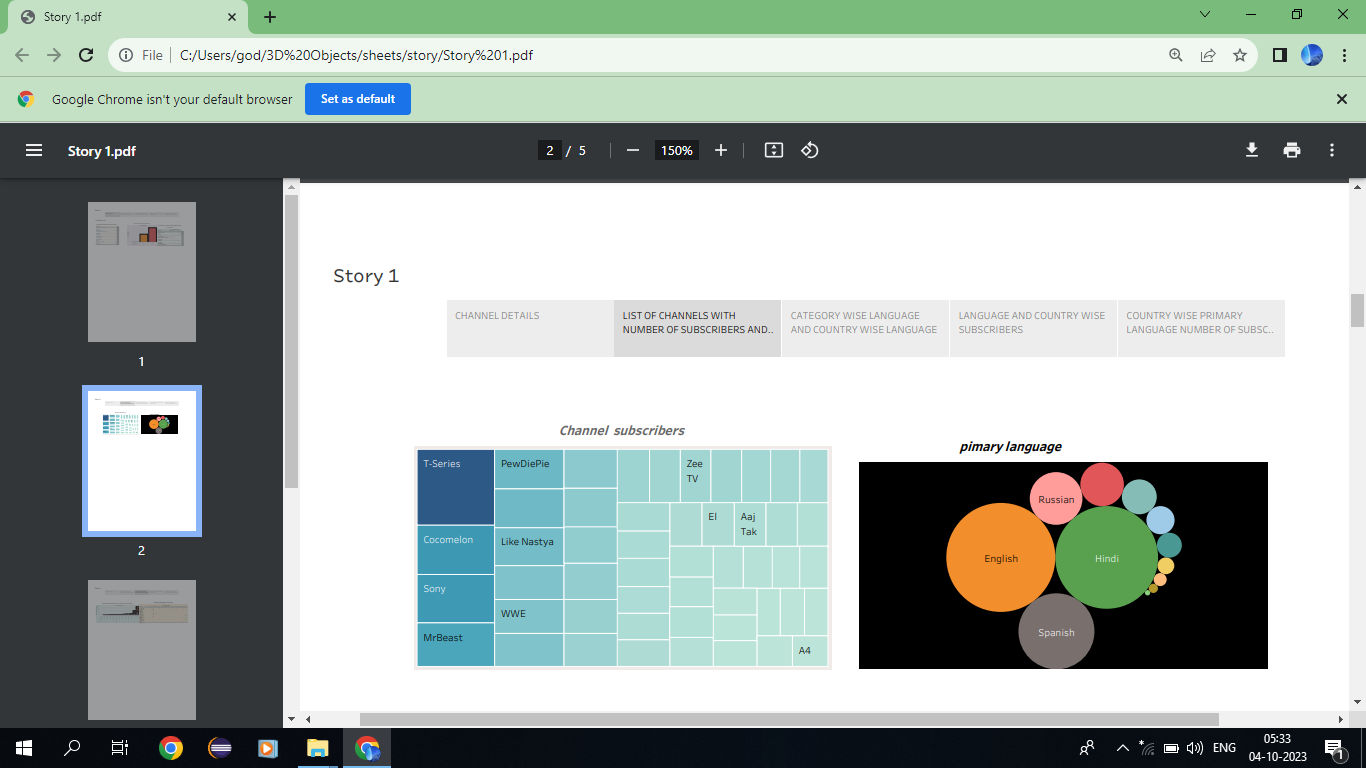 Story 1.pdf
File
C:/Users/god/3D%20Objects/sheets/story/Story%201.pdf
Google Chrome isn't your default browser
Set as default
Story 1.pdf
2 / 5
150%
1
2
Story 1
CHANNEL DETAILS
LIST OF CHANNELS WITH
NUMBER OF SUBSCRIBERS AND..
CATEGORY WISE LANGUAGE
AND COUNTRY WISE LANGUAGE
LANGUAGE AND COUNTRY WISE
SUBSCRIBERS
COUNTRY WISE PRIMARY
LANGUAGE NUMBER OF SUBSC..
Channel subscribers
T-Series
Cocomelon
Sony
MrBeast
PewDiePie
Like Nastya
WWE
Zee
TV
El
Aaj
Tak
A4
pimary language
Russian
English
Hindi
Spanish
ENG
05:33
04-10-2023
1